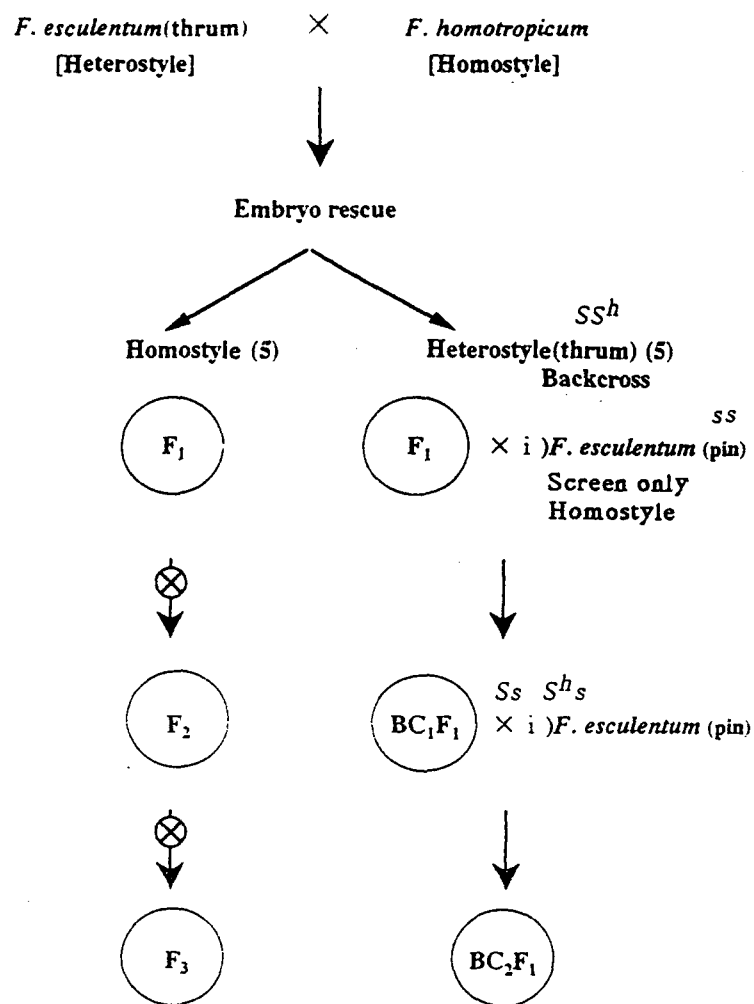 F. esculentum(thrum) × F. homotropicum
[Heterostyle] [Homostyle]
Embryo rescue
SS^h
Homostyle (5) Heterostyle(thrum) (5)
Backcross
ss
F₁ F₁ × i )F. esculentum (pin)
Screen only
Homostyle
Ss S^hs
F₂ BC₁F₁ × i )F. esculentum (pin)
F₃ BC₂F₁